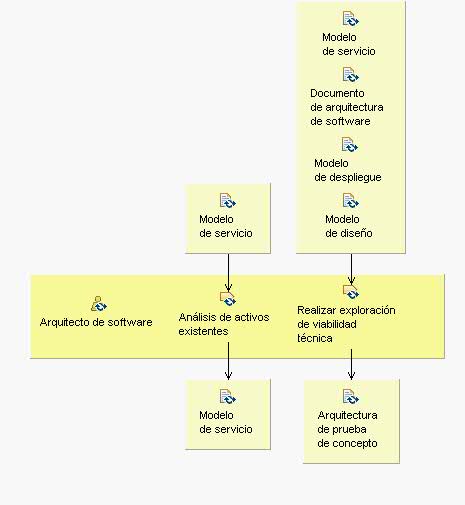 Modelo
de servicio
Documento
de arquitectura
de software
Modelo
de despliegue
Modelo
de diseño
Modelo
de servicio
Arquitecto de software
Análisis de activos
existentes
Realizar exploración
de viabilidad
técnica
Modelo
de servicio
Arquitectura
de prueba
de concepto